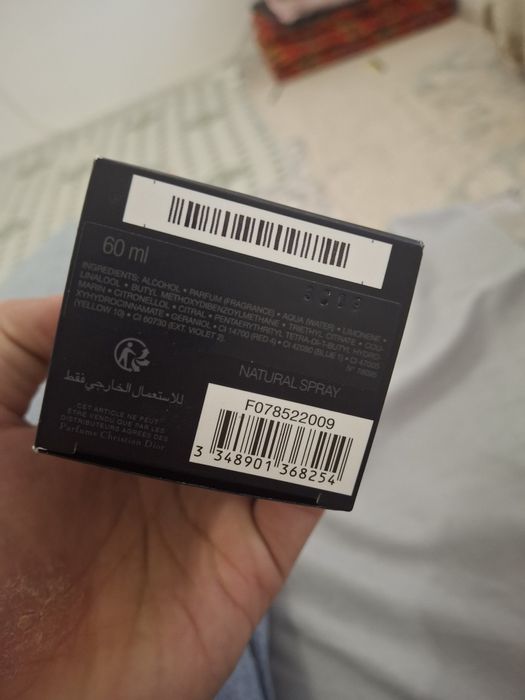 60 ml
INGREDIENTS: ALCOHOL • PARFUM (FRAGRANCE) • AQUA (WATER) • LIMONENE •
LINALOOL • BUTYL METHOXYDIBENZOYLMETHANE • TRIETHYL CITRATE • COU-
MARIN • CITRONELLOL • CITRAL • PENTAERYTHRITYL TETRA-DI-T-BUTYL HYDRO-
XYHYDROCINNAMATE • GERANIOL • CI 14700 (RED 4) • CI 42090 (BLUE 1) • CI 47005
(YELLOW 10) • CI 60730 (EXT. VIOLET 2).
NATURAL SPRAY
للاستعمال الخارجي فقط
CET ARTICLE NE PEUT
ÊTRE VENDU QUE PAR LES
DISTRIBUTEURS AGRÉÉS DES
Parfums Christian Dior
F078522009
3 348901 368254